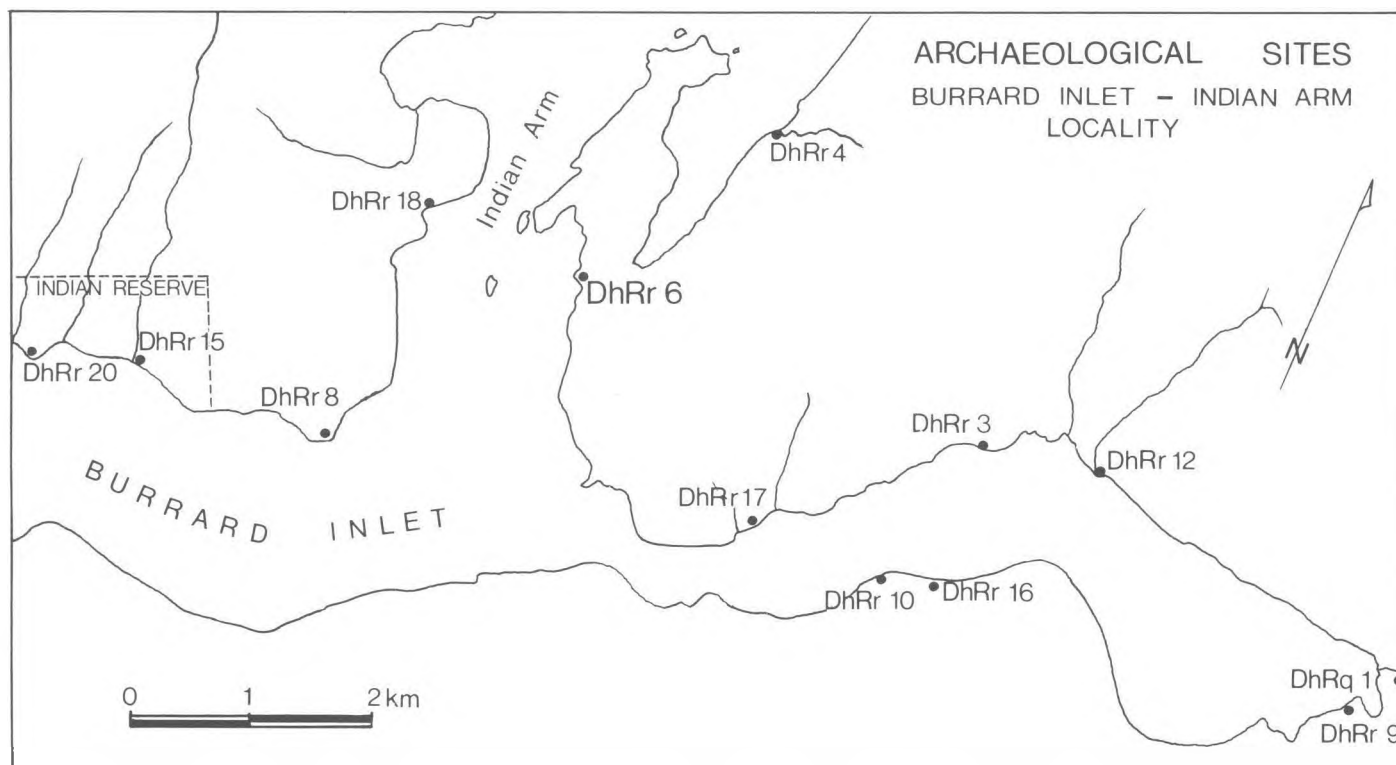 ARCHAEOLOGICAL SITES
BURRARD INLET – INDIAN ARM
LOCALITY
Indian Arm
DhRr 4
DhRr 18
INDIAN RESERVE
DhRr 6
DhRr 15
DhRr 20
DhRr 8
N
DhRr 3
DhRr 12
BURRARD INLET
DhRr 17
DhRr 10
DhRr 16
DhRq 1
DhRr 9
0 1 2 km